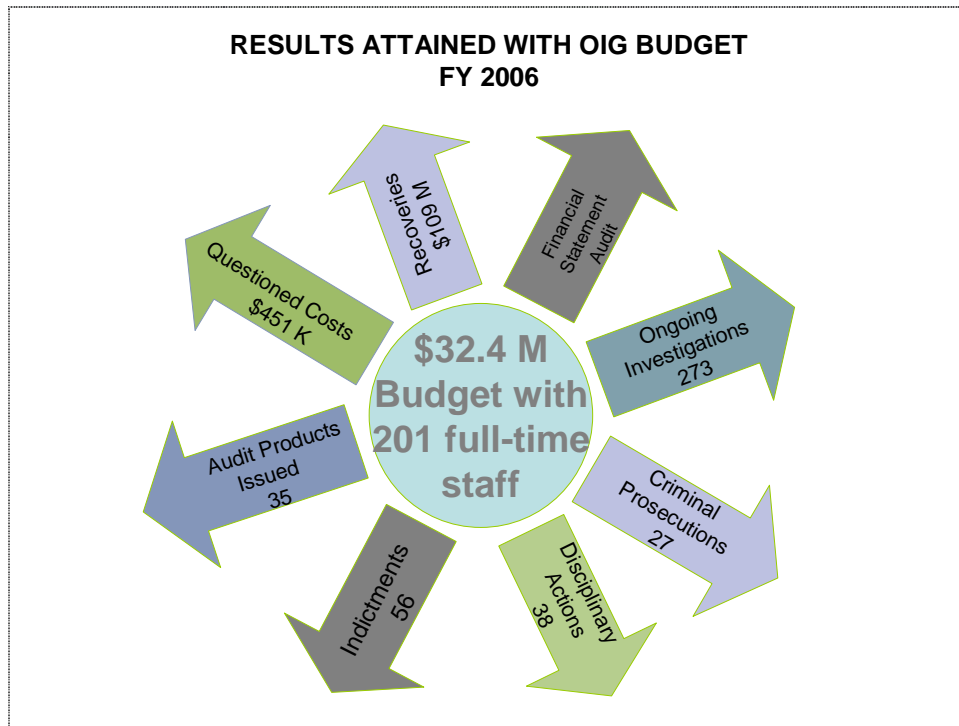 RESULTS ATTAINED WITH OIG BUDGET
FY 2006
Recoveries
$109 M
Financial
Statement
Audit
Questioned Costs
$451 K
Ongoing
Investigations
273
$32.4 M
Budget with
201 full-time
staff
Audit Products
Issued
35
Criminal
Prosecutions
27
Indictments
56
Disciplinary
Actions
38